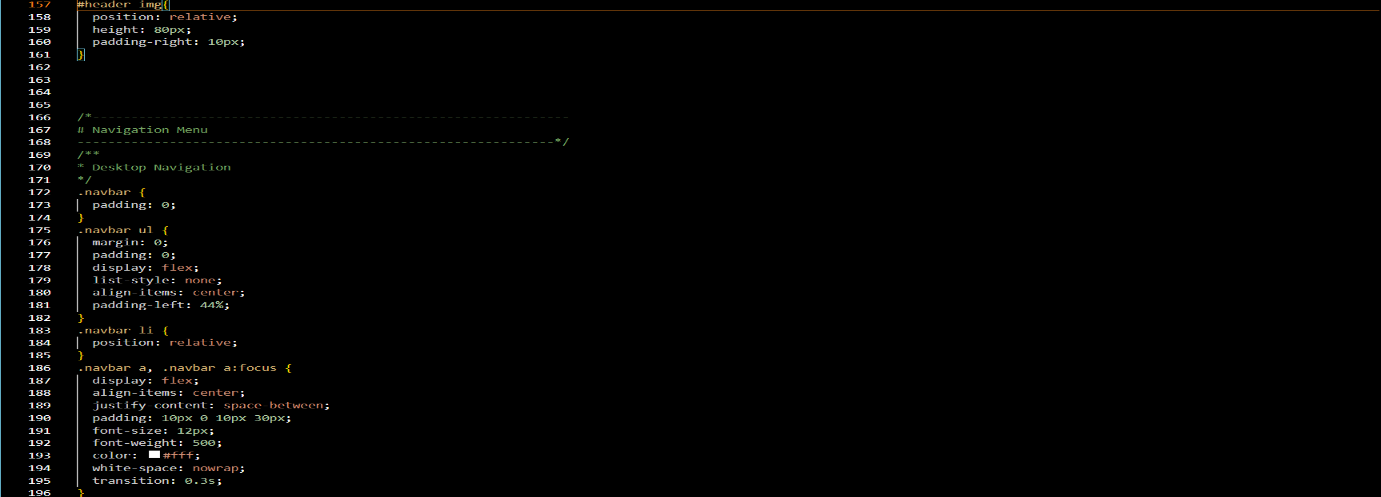 157 #header img{
158 position: relative;
159 height: 80px;
160 padding-right: 10px;
161 }
162
163
164
165
166 /*--------------------------------------------------------------
167 # Navigation Menu
168 --------------------------------------------------------------*/
169 /**
170 * Desktop Navigation
171 */
172 .navbar {
173 padding: 0;
174 }
175 .navbar ul {
176 margin: 0;
177 padding: 0;
178 display: flex;
179 list-style: none;
180 align-items: center;
181 padding-left: 44%;
182 }
183 .navbar li {
184 position: relative;
185 }
186 .navbar a, .navbar a:focus {
187 display: flex;
188 align-items: center;
189 justify-content: space-between;
190 padding: 10px 0 10px 30px;
191 font-size: 12px;
192 font-weight: 500;
193 color: #fff;
194 white-space: nowrap;
195 transition: 0.3s;
196 }